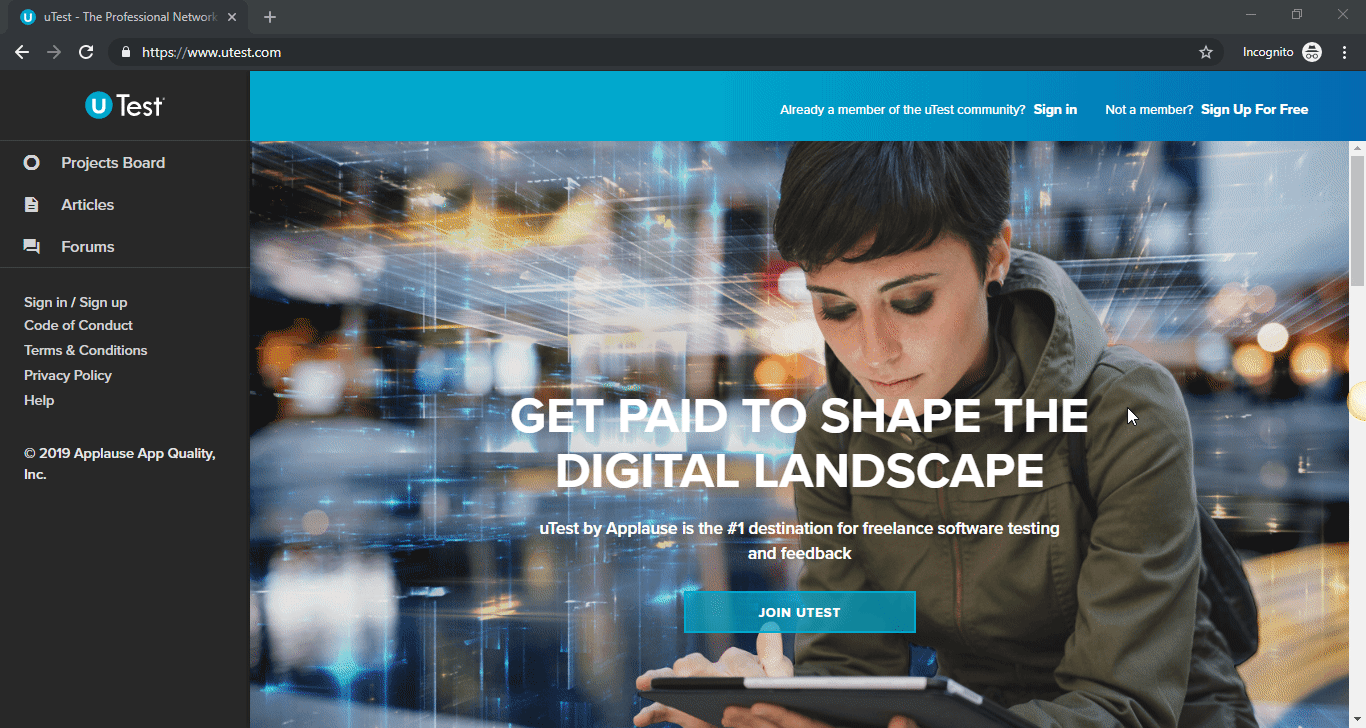 uTest - The Professional Network
https://www.utest.com
Incognito
U Test
Already a member of the uTest community? Sign in Not a member? Sign Up For Free
Projects Board
Articles
Forums
Sign in / Sign up
Code of Conduct
Terms & Conditions
Privacy Policy
Help
© 2019 Applause App Quality,
Inc.
GET PAID TO SHAPE THE
DIGITAL LANDSCAPE
uTest by Applause is the #1 destination for freelance software testing
and feedback
JOIN UTEST